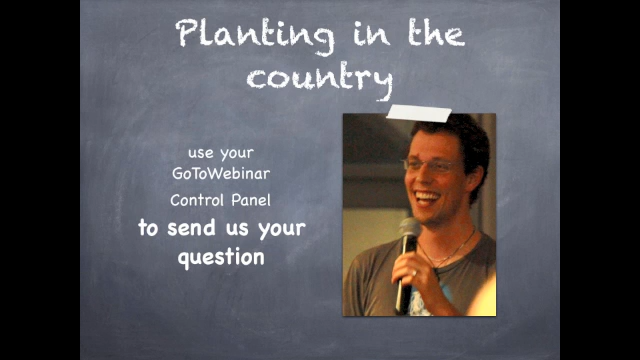 Planting in the
country
use your
GoToWebinar
Control Panel
to send us your
question